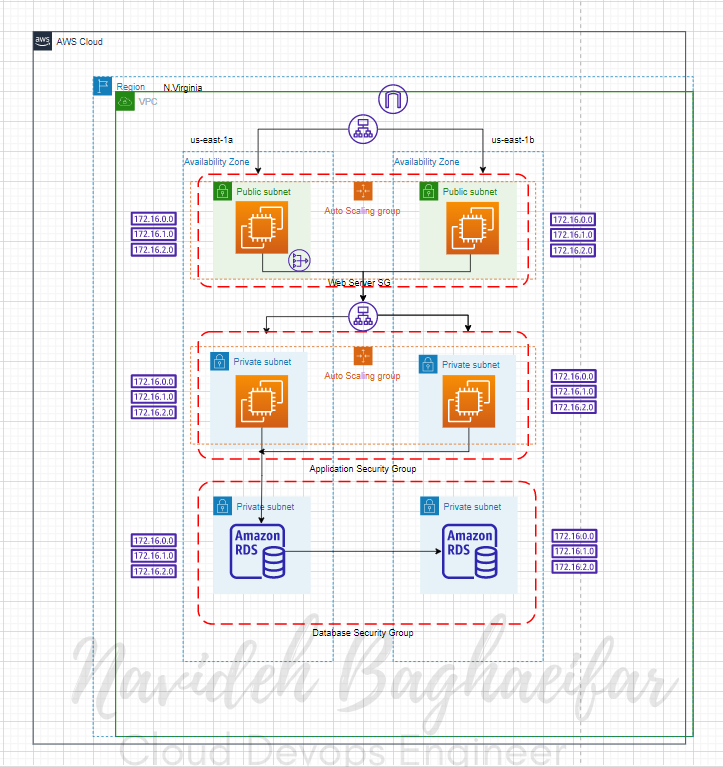 aws
AWS Cloud
Region
N.Virginia
VPC
us-east-1a
us-east-1b
Availability Zone
Availability Zone
Public subnet
Public subnet
Auto Scaling group
172.16.0.0
172.16.1.0
172.16.2.0
172.16.0.0
172.16.1.0
172.16.2.0
Web Server SG
Private subnet
Private subnet
Auto Scaling group
172.16.0.0
172.16.1.0
172.16.2.0
172.16.0.0
172.16.1.0
172.16.2.0
Application Security Group
Private subnet
Private subnet
Amazon
RDS
Amazon
RDS
172.16.0.0
172.16.1.0
172.16.2.0
172.16.0.0
172.16.1.0
172.16.2.0
Database Security Group
Navideh Baghaeifar
Cloud Devops Engineer